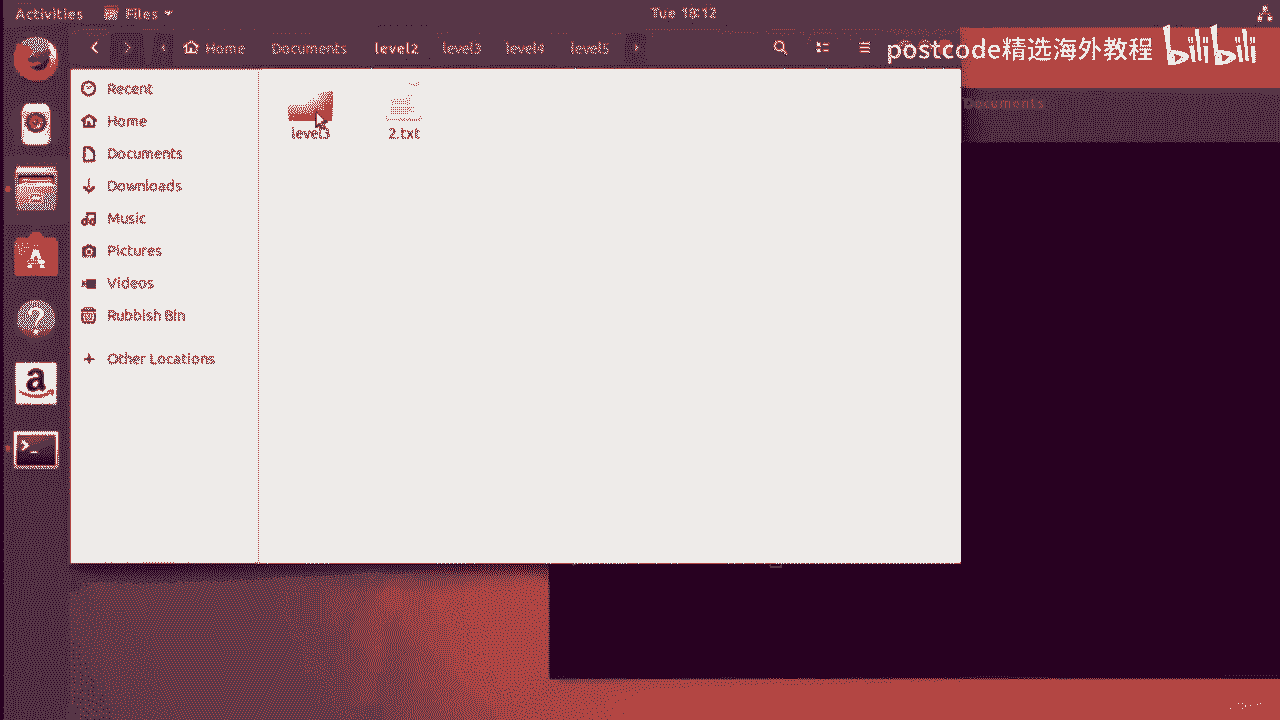 Activities Files Tue 10:12
Home Documents level2 level3 level4 level5
postcode精选海外教程 bilibili
Recent
Home
Documents
Downloads
Music
Pictures
Videos
Rubbish Bin
Other Locations
level3 2.txt
Documents